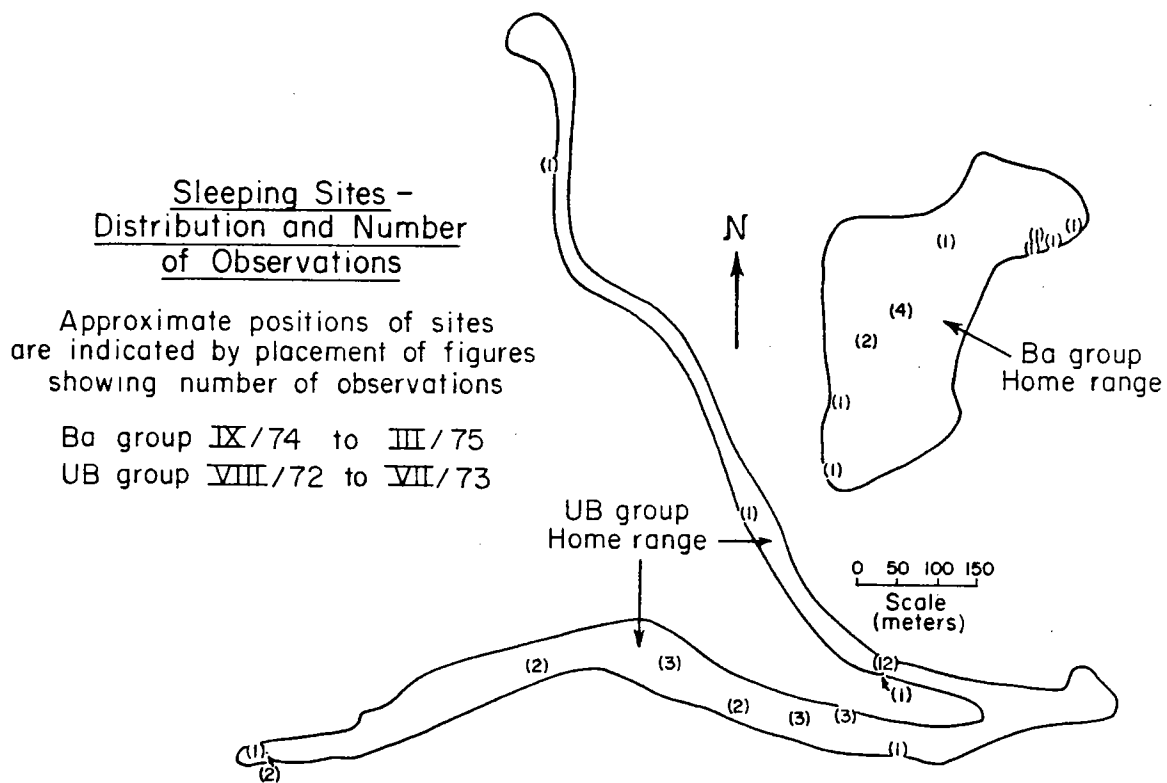 Sleeping Sites –
Distribution and Number
of Observations
Approximate positions of sites
are indicated by placement of figures
showing number of observations
Ba group IX/74 to III/75
UB group VIII/72 to VII/73
N
(1)
(1)
(1)
(1)
(1)
(4)
(2)
Ba group
Home range
(1)
(1)
UB group
Home range
(1)
0 50 100 150
Scale
(meters)
(12)
(1)
(2)
(3)
(2)
(3)
(3)
(1)
(1)
(2)